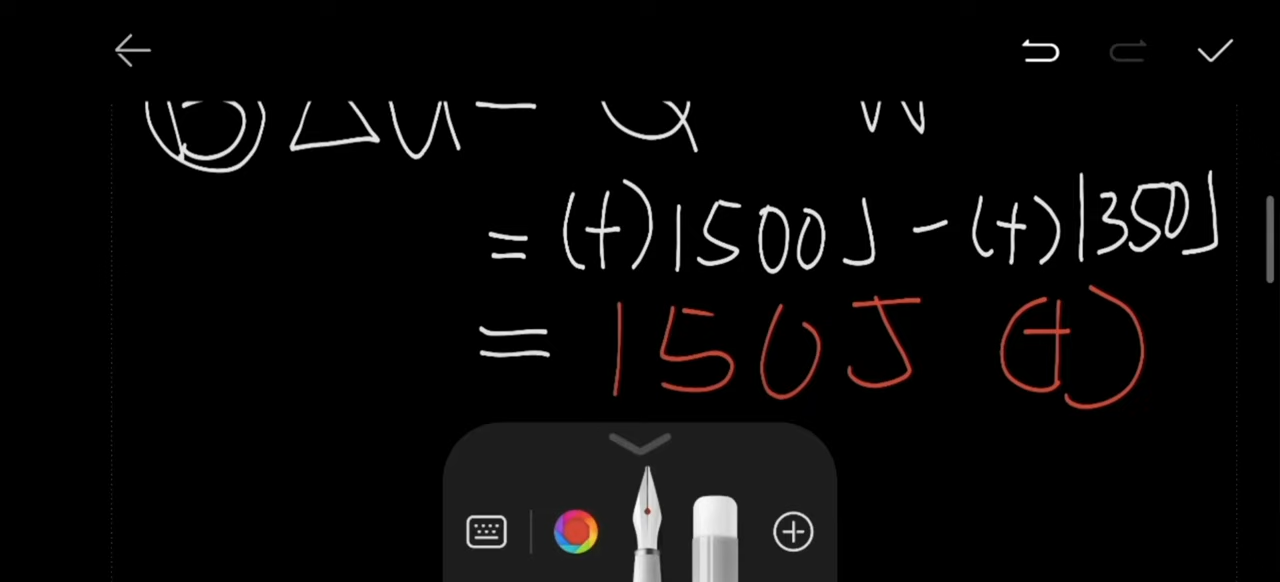 Ⓑ ΔU = Q - W
= (+) 1500J - (+) 1350J
= 150J (+)